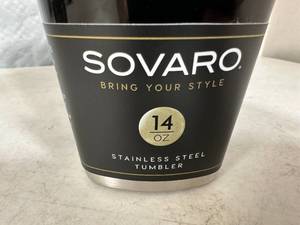 SOVARO.
BRING YOUR STYLE
14
OZ
STAINLESS STEEL
TUMBLER